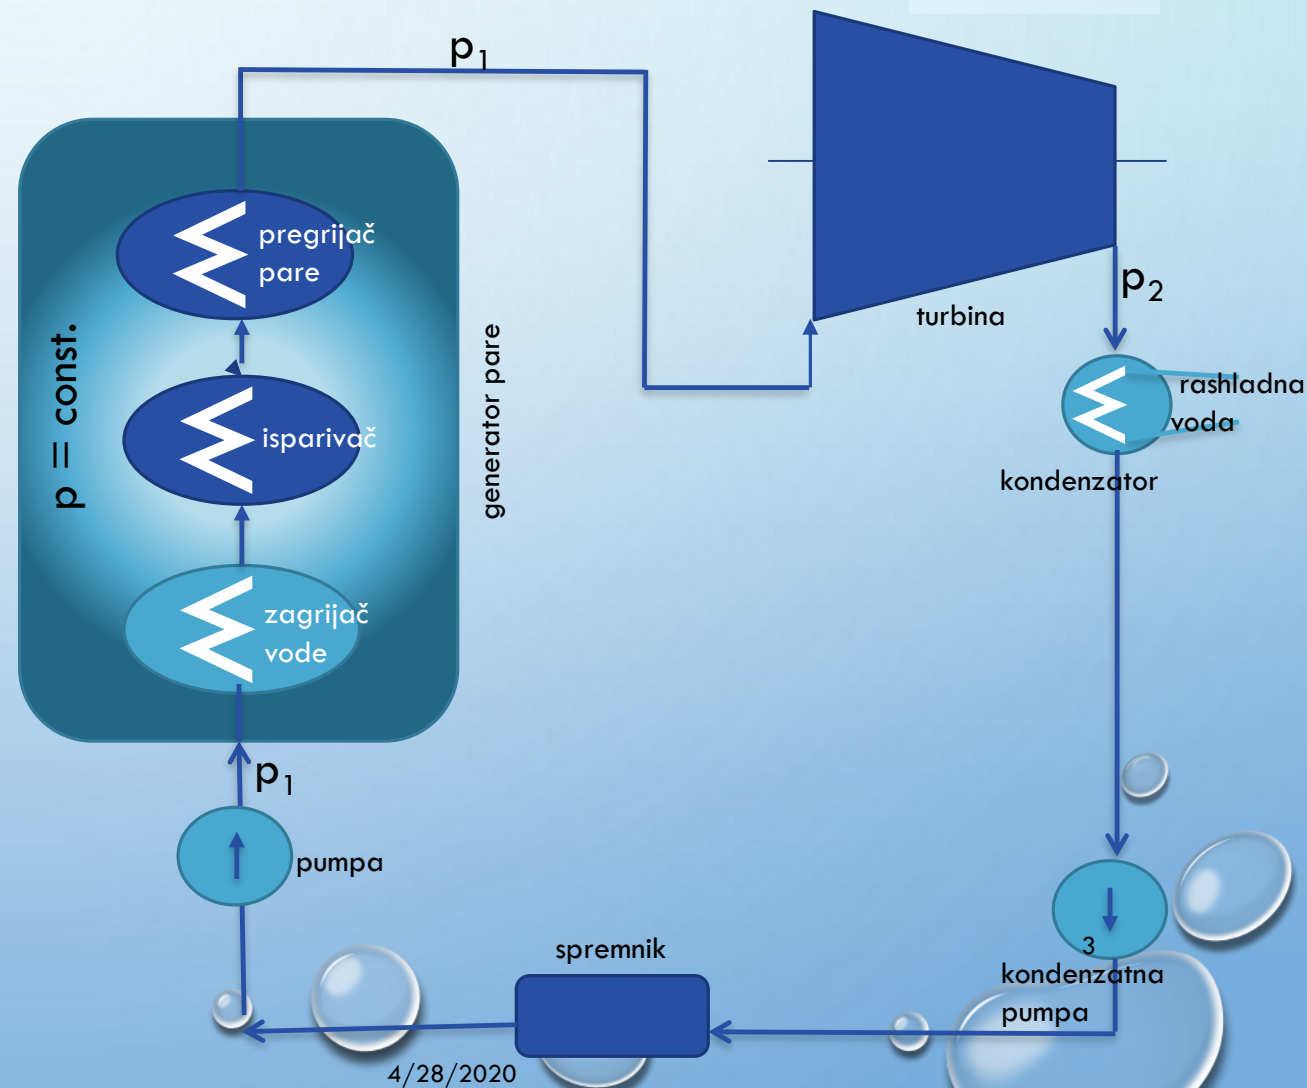 p₁
pregrijač
pare
p = const.
isparivač
generator pare
zagrijač
vode
p₁
pumpa
turbina
p₂
rashladna
voda
kondenzator
spremnik
3
kondenzatna
pumpa
4/28/2020